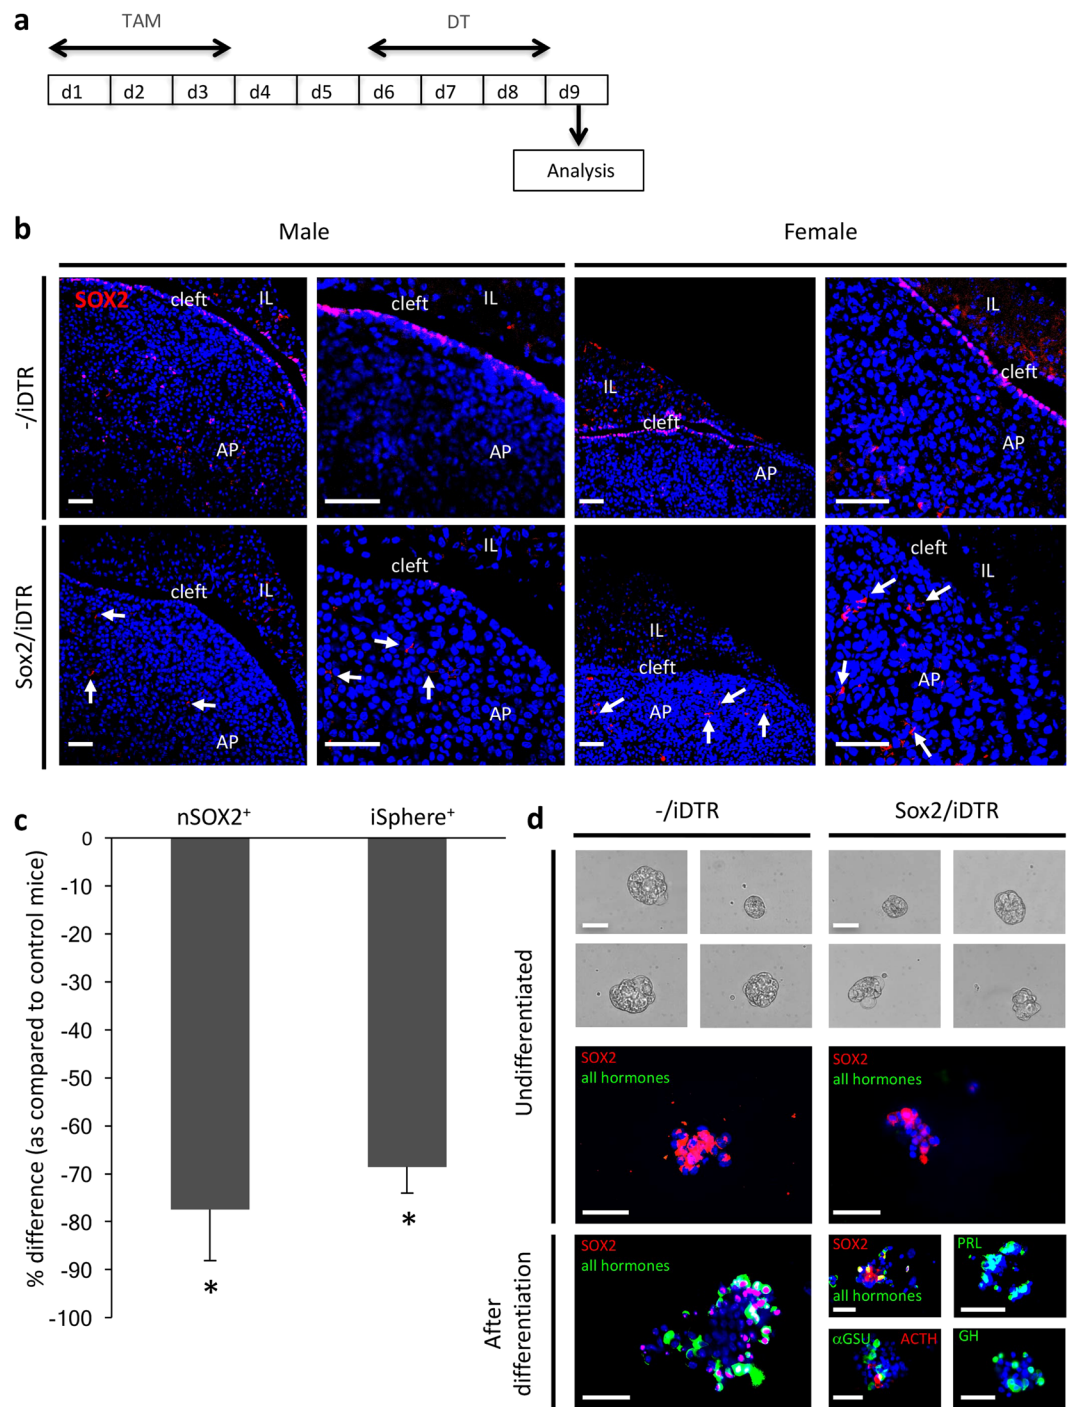 a
TAM
DT
d1 d2 d3 d4 d5 d6 d7 d8 d9
Analysis
b
Male
Female
-/iDTR
SOX2
cleft
IL
AP
cleft
IL
AP
IL
cleft
AP
IL
cleft
AP
Sox2/iDTR
cleft
IL
AP
IL
cleft
AP
IL
cleft
AP
cleft
IL
AP
c
nSOX2⁺
iSphere⁺
% difference (as compared to control mice)
0
-10
-20
-30
-40
-50
-60
-70
-80
-90
-100
*
*
d
-/iDTR
Sox2/iDTR
Undifferentiated
SOX2
all hormones
SOX2
all hormones
After
differentiation
SOX2
all hormones
SOX2
all hormones
PRL
αGSU
ACTH
GH